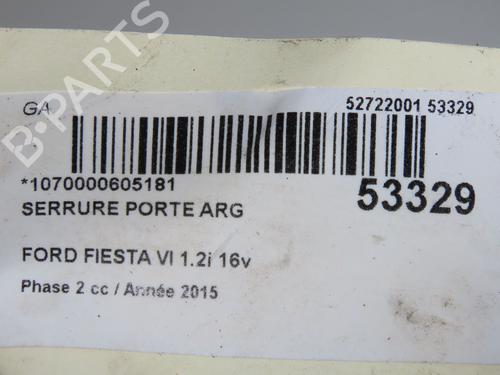 B-PARTS
GA
52722001 53329
*1070000605181
53329
SERRURE PORTE ARG
FORD FIESTA VI 1.2i 16v
Phase 2 cc / Année 2015